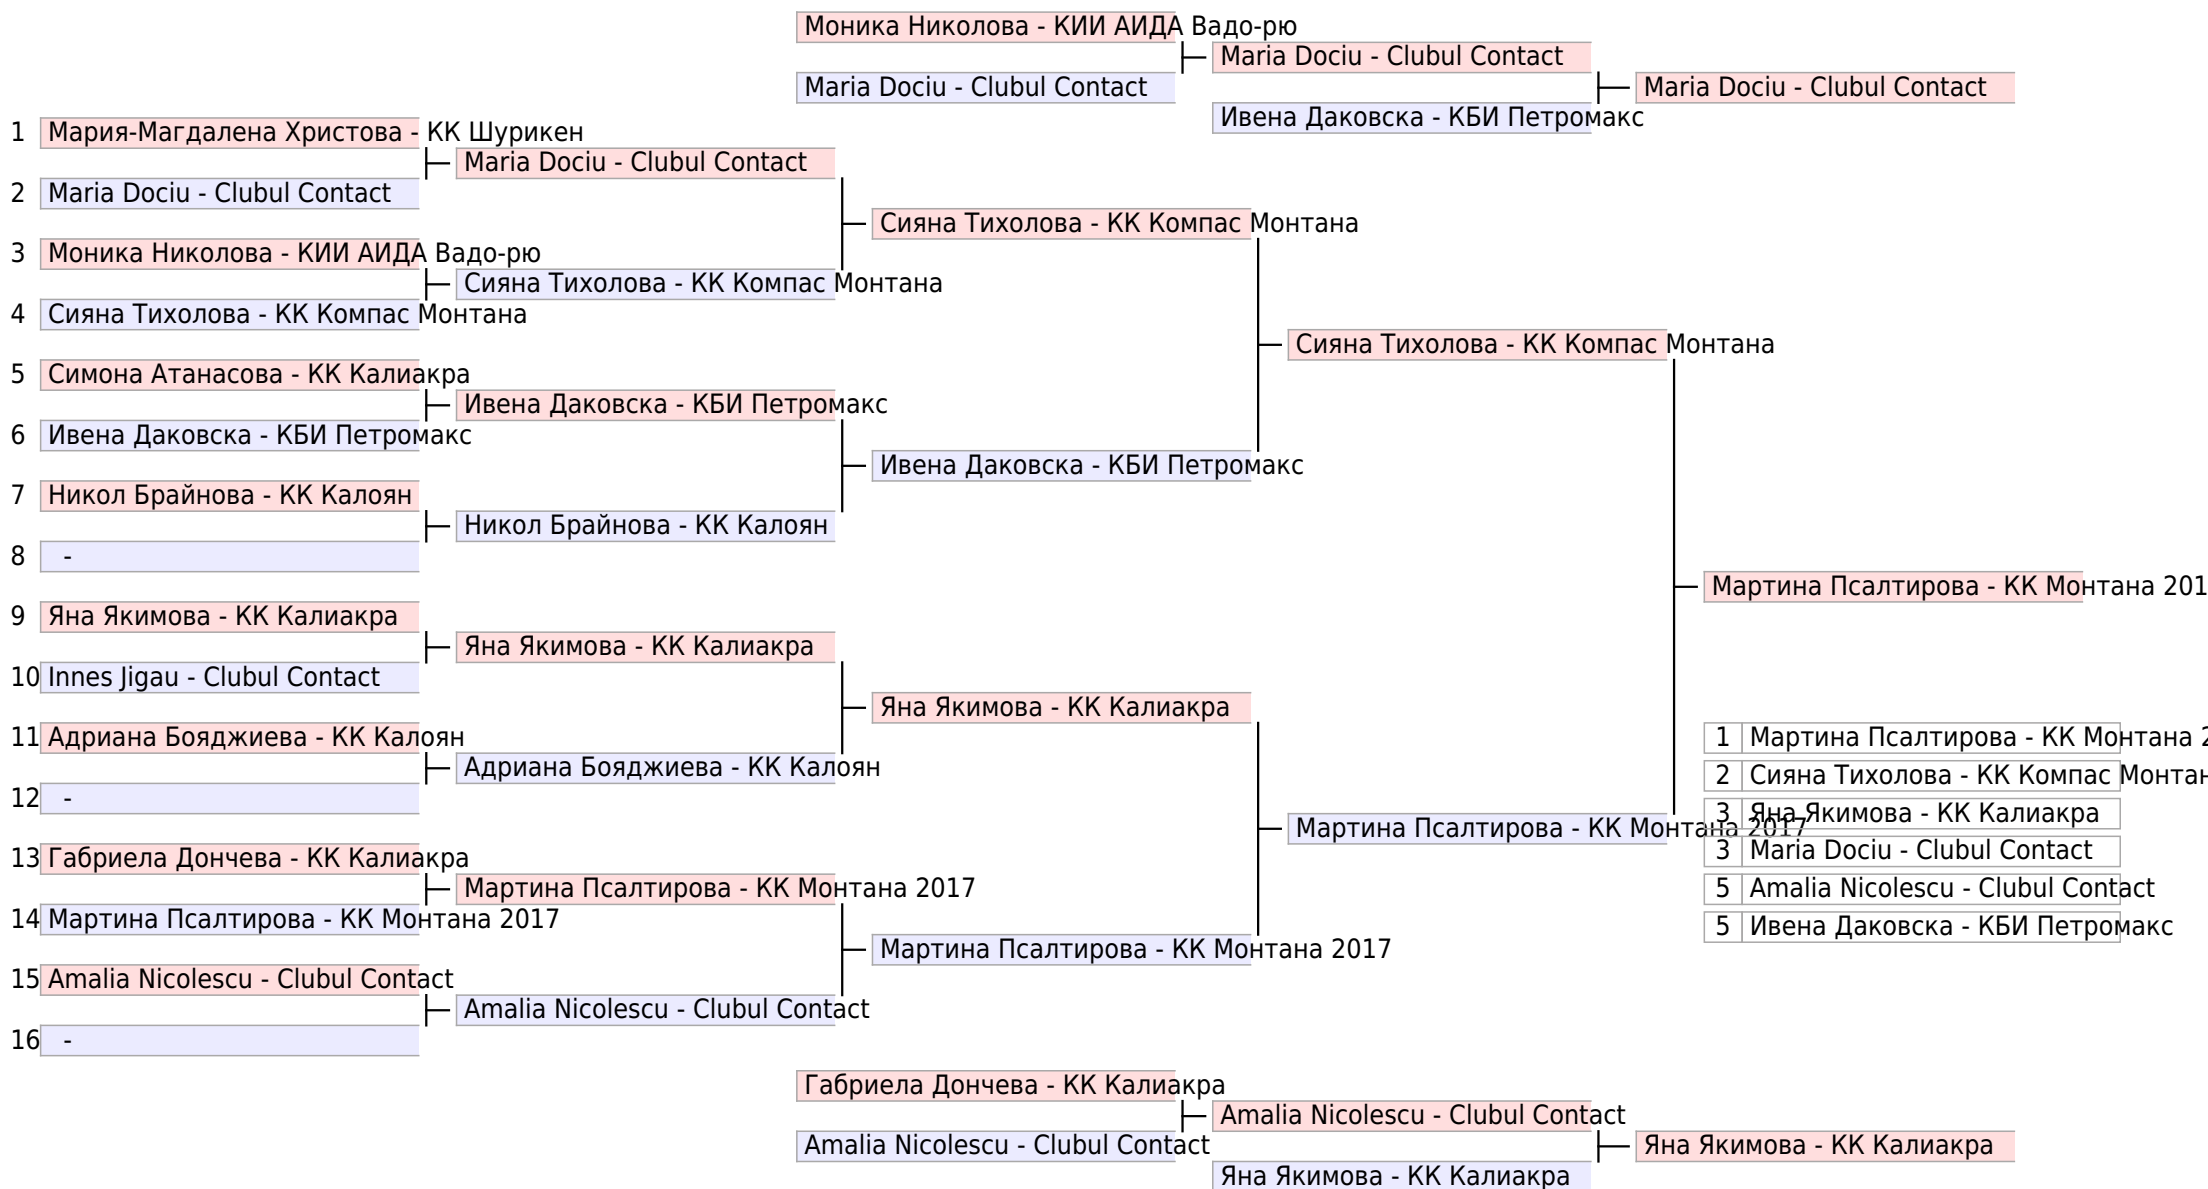 Моника Николова - КИИ АИДА Вадо-рю
Maria Dociu - Clubul Contact
Maria Dociu - Clubul Contact
Maria Dociu - Clubul Contact
Ивена Даковска - КБИ Петромакс
1 Мария-Магдалена Христова - КК Шурикен
Maria Dociu - Clubul Contact
2 Maria Dociu - Clubul Contact
Сияна Тихолова - КК Компас Монтана
3 Моника Николова - КИИ АИДА Вадо-рю
Сияна Тихолова - КК Компас Монтана
4 Сияна Тихолова - КК Компас Монтана
Сияна Тихолова - КК Компас Монтана
5 Симона Атанасова - КК Калиакра
Ивена Даковска - КБИ Петромакс
6 Ивена Даковска - КБИ Петромакс
Ивена Даковска - КБИ Петромакс
7 Никол Брайнова - КК Калоян
Никол Брайнова - КК Калоян
8 -
Мартина Псалтирова - КК Монтана 201
9 Яна Якимова - КК Калиакра
Яна Якимова - КК Калиакра
10 Innes Jigau - Clubul Contact
Яна Якимова - КК Калиакра
11 Адриана Бояджиева - КК Калоян
Адриана Бояджиева - КК Калоян
12 -
Мартина Псалтирова - КК Монтана 2017
13 Габриела Дончева - КК Калиакра
Мартина Псалтирова - КК Монтана 2017
14 Мартина Псалтирова - КК Монтана 2017
Мартина Псалтирова - КК Монтана 2017
15 Amalia Nicolescu - Clubul Contact
Amalia Nicolescu - Clubul Contact
16 -
1 Мартина Псалтирова - КК Монтана 2
2 Сияна Тихолова - КК Компас Монтан
3 Яна Якимова - КК Калиакра
3 Maria Dociu - Clubul Contact
5 Amalia Nicolescu - Clubul Contact
5 Ивена Даковска - КБИ Петромакс
Габриела Дончева - КК Калиакра
Amalia Nicolescu - Clubul Contact
Amalia Nicolescu - Clubul Contact
Яна Якимова - КК Калиакра
Яна Якимова - КК Калиакра